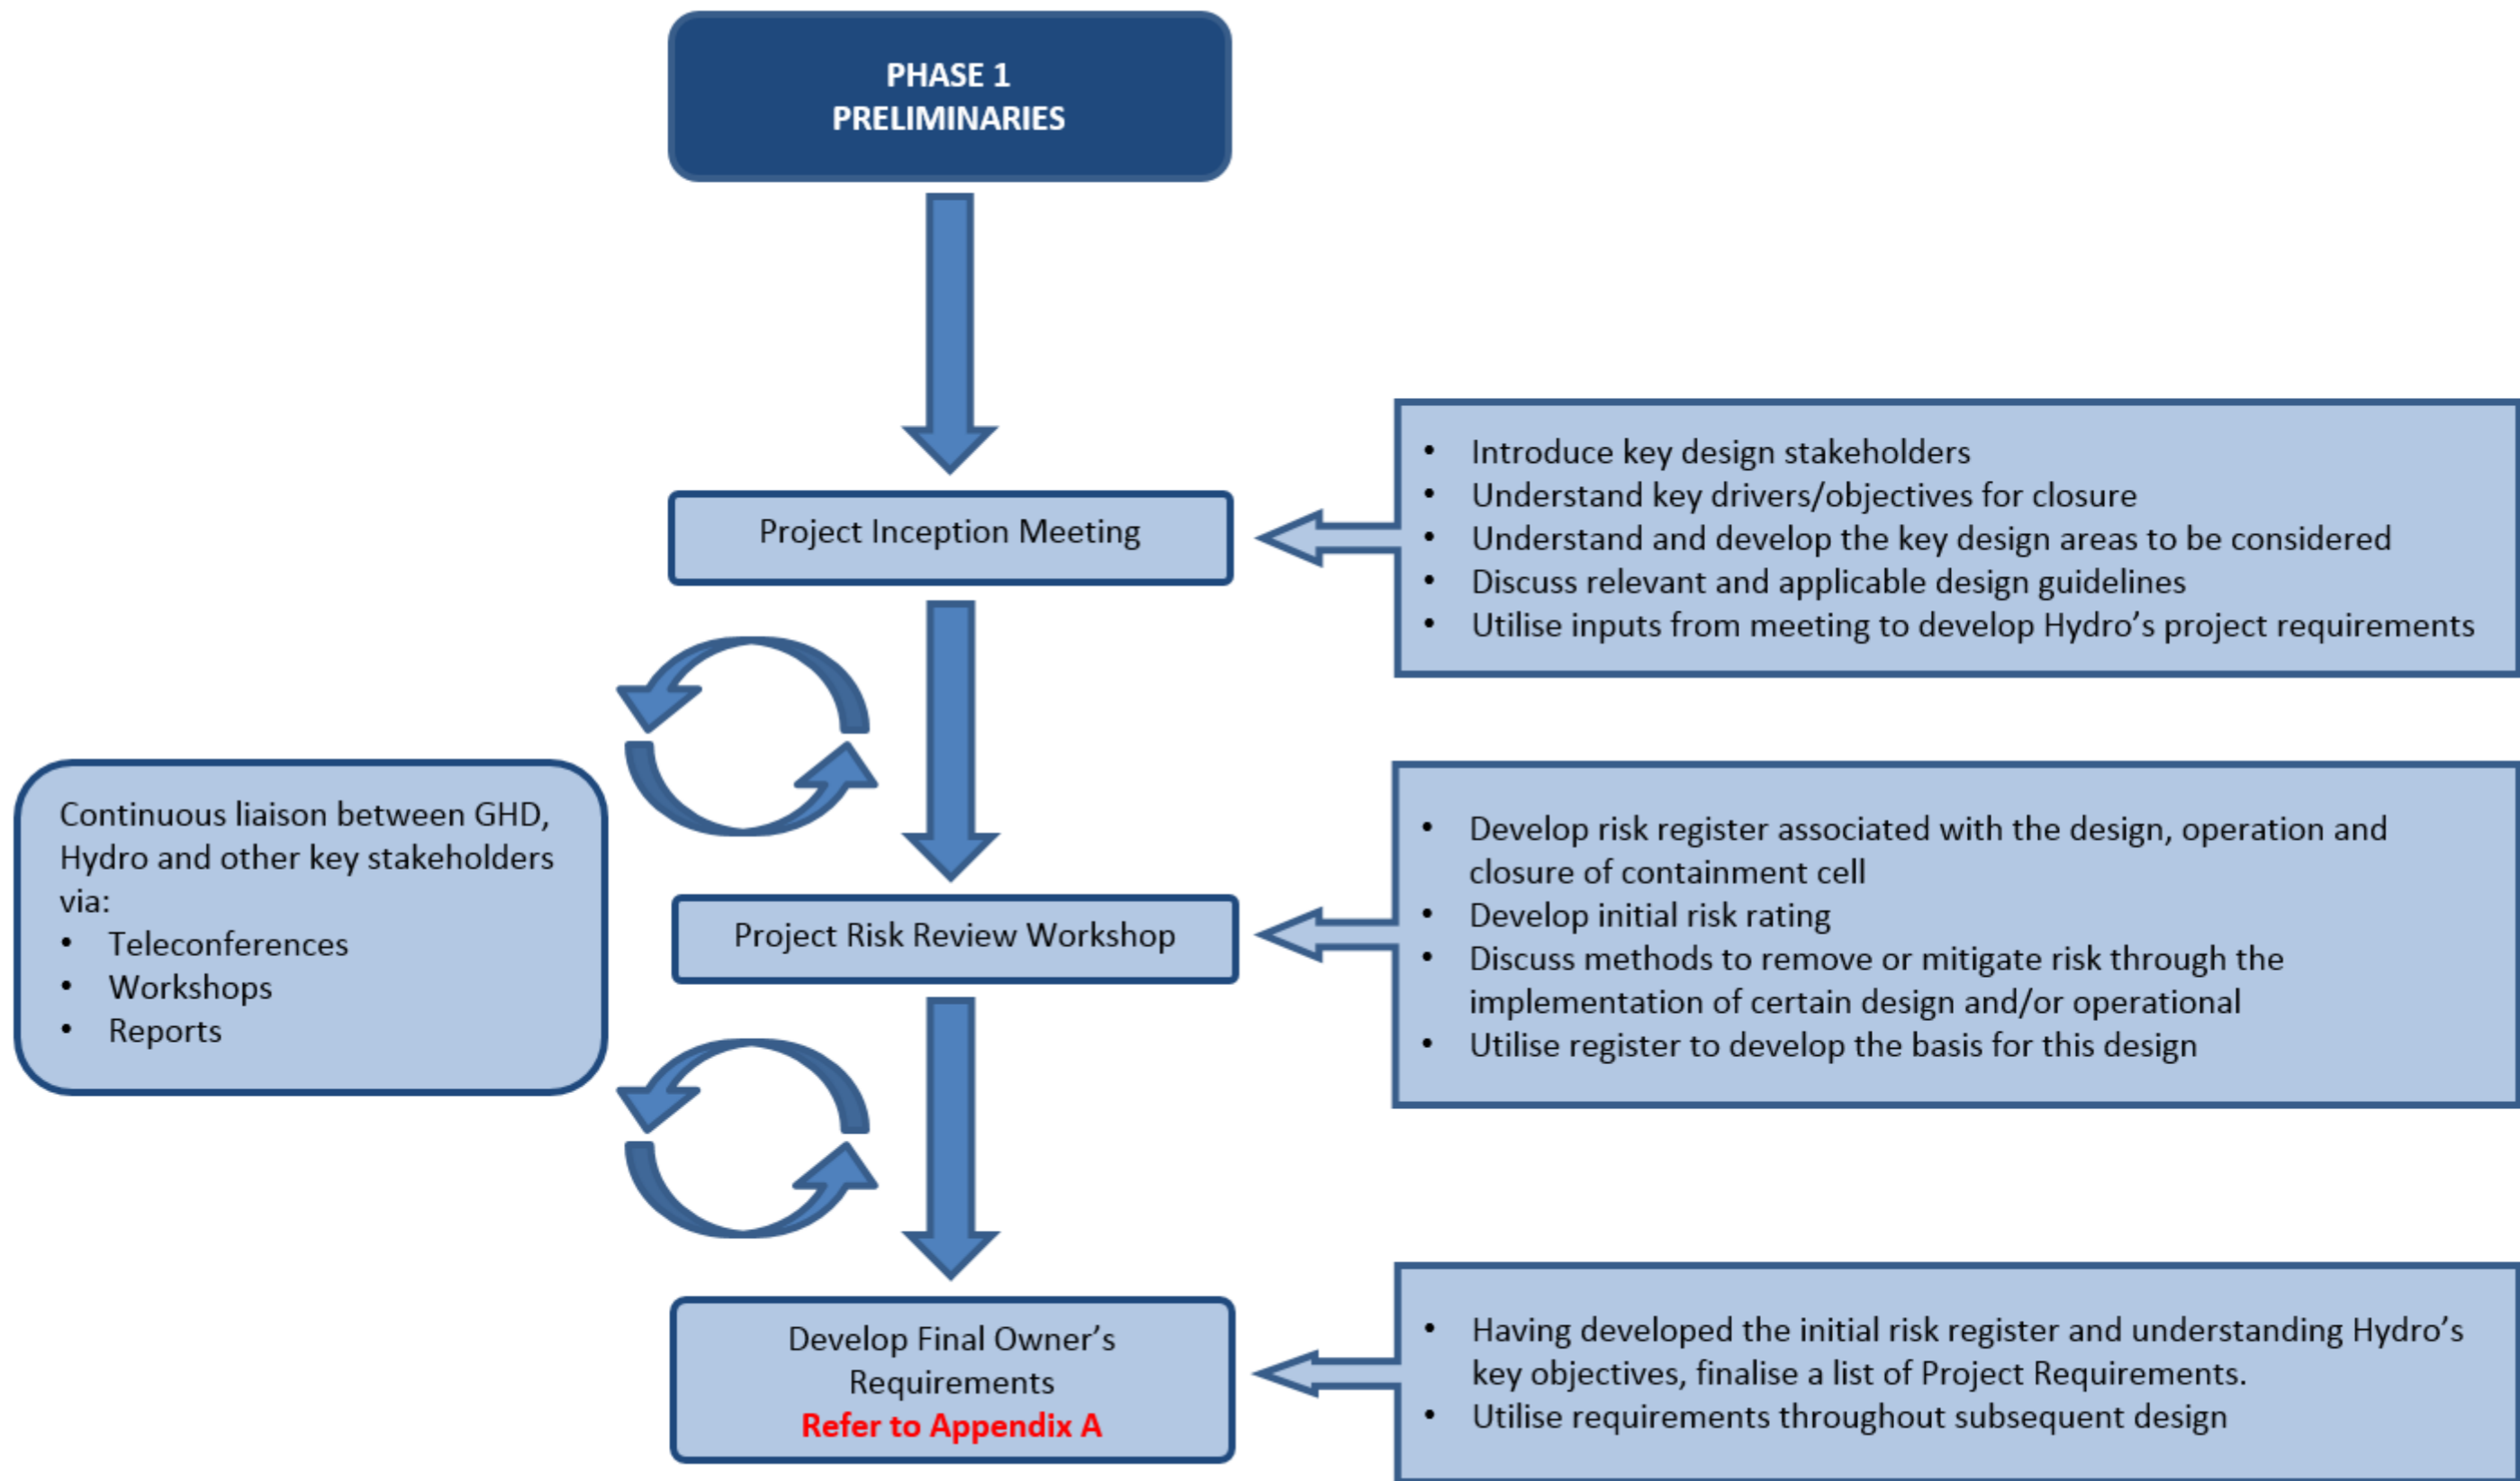 PHASE 1
PRELIMINARIES
Project Inception Meeting
• Introduce key design stakeholders
• Understand key drivers/objectives for closure
• Understand and develop the key design areas to be considered
• Discuss relevant and applicable design guidelines
• Utilise inputs from meeting to develop Hydro’s project requirements
Continuous liaison between GHD,
Hydro and other key stakeholders
via:
• Teleconferences
• Workshops
• Reports
Project Risk Review Workshop
• Develop risk register associated with the design, operation and
closure of containment cell
• Develop initial risk rating
• Discuss methods to remove or mitigate risk through the
implementation of certain design and/or operational
• Utilise register to develop the basis for this design
Develop Final Owner’s
Requirements
Refer to Appendix A
• Having developed the initial risk register and understanding Hydro’s
key objectives, finalise a list of Project Requirements.
• Utilise requirements throughout subsequent design